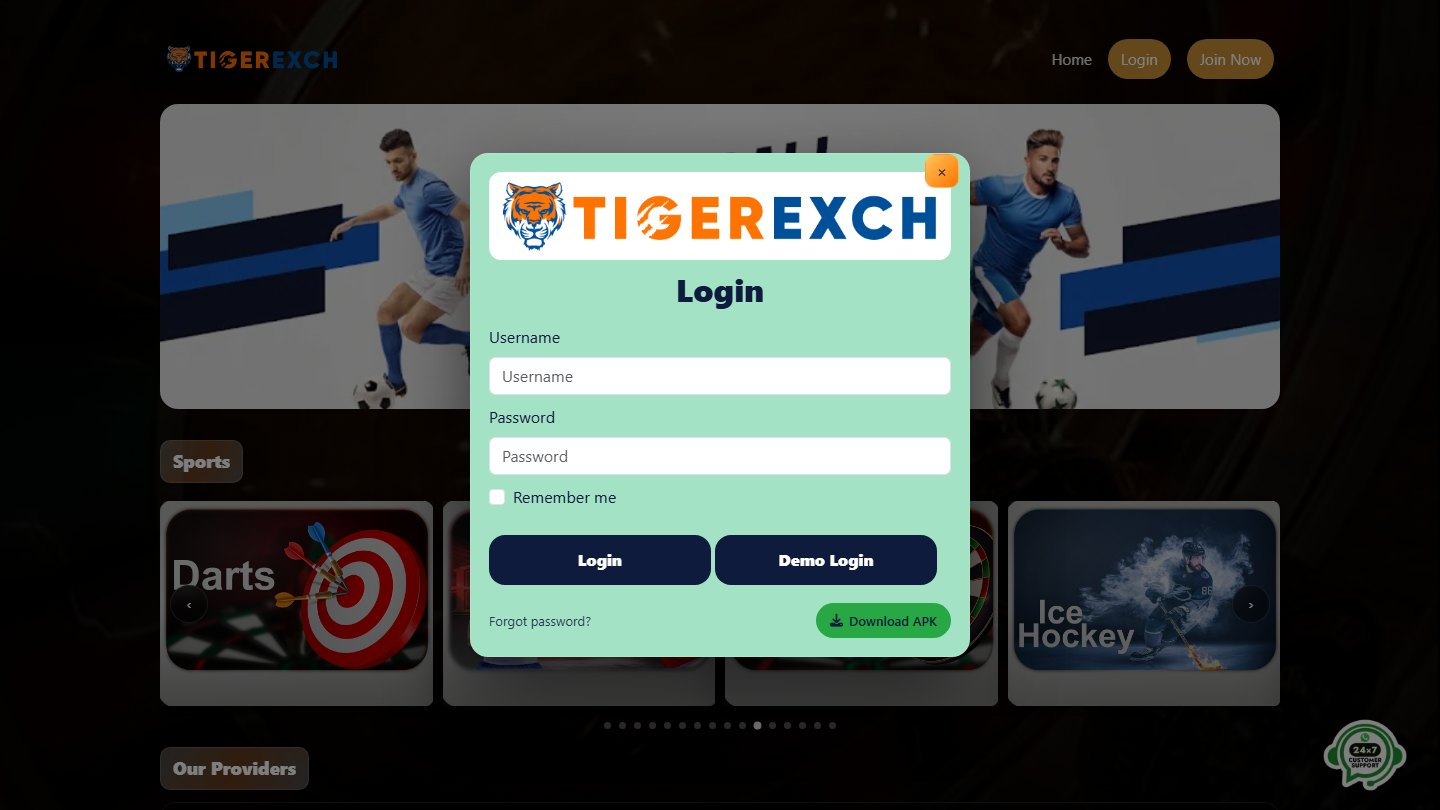 TIGEREXCH
Home
Login
Join Now
×
TIGEREXCH
Login
Username
Username
Password
Password
Remember me
Login
Demo Login
Forgot password?
Download APK
Sports
Darts
‹
Ice
Hockey
›
86
Our Providers
24x7
CUSTOMER
SUPPORT